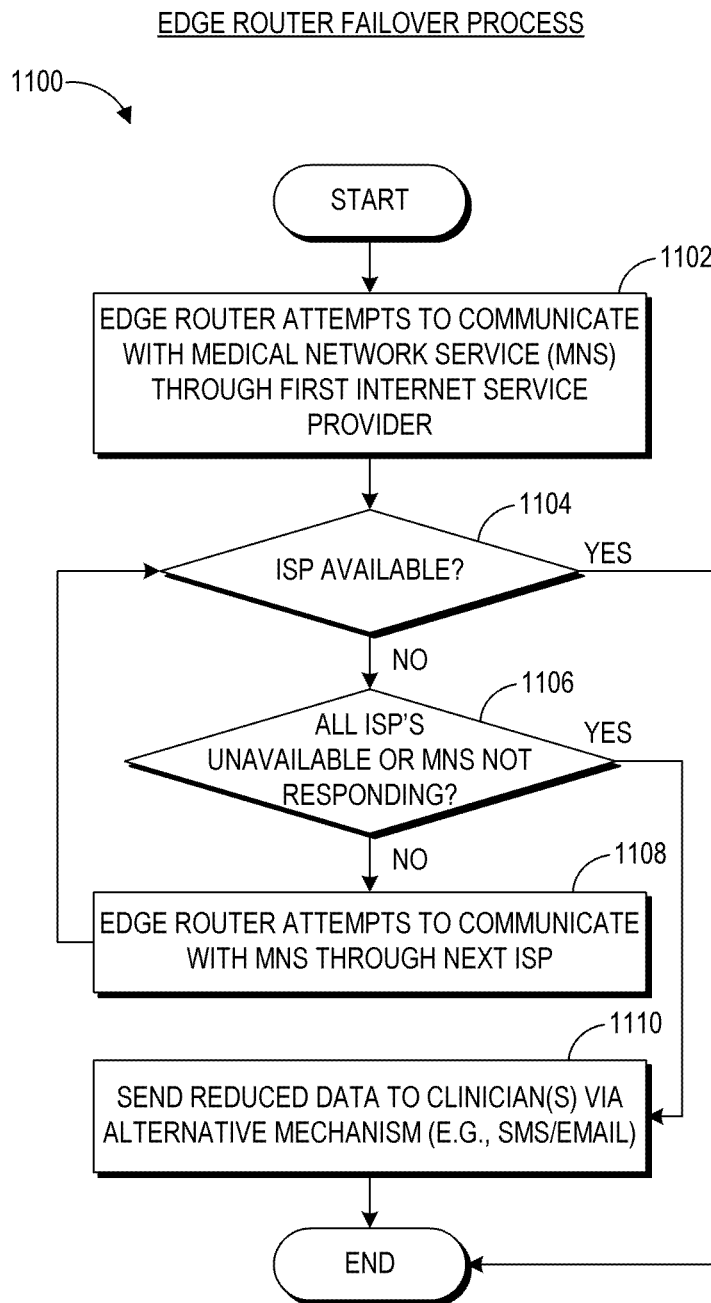 EDGE ROUTER FAILOVER PROCESS
1100
START
1102
EDGE ROUTER ATTEMPTS TO COMMUNICATE
WITH MEDICAL NETWORK SERVICE (MNS)
THROUGH FIRST INTERNET SERVICE
PROVIDER
1104
ISP AVAILABLE?
YES
NO
1106
ALL ISP'S
UNAVAILABLE OR MNS NOT
RESPONDING?
YES
NO
1108
EDGE ROUTER ATTEMPTS TO COMMUNICATE
WITH MNS THROUGH NEXT ISP
1110
SEND REDUCED DATA TO CLINICIAN(S) VIA
ALTERNATIVE MECHANISM (E.G., SMS/EMAIL)
END